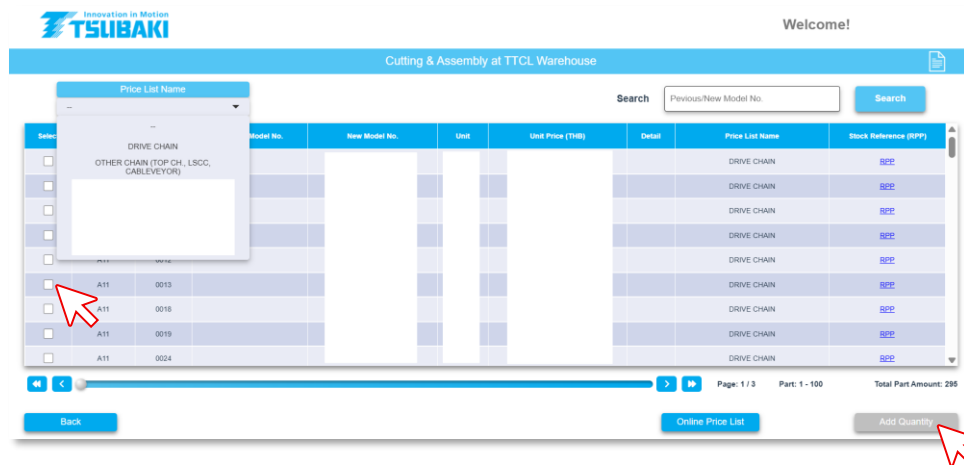 Innovation in Motion
TSUBAKI
Welcome!
Cutting & Assembly at TTCL Warehouse
Price List Name
--
Search
Pevious/New Model No.
Search
Selec
Model No.
New Model No.
Unit
Unit Price (THB)
Detail
Price List Name
Stock Reference (RPP)
--
DRIVE CHAIN
OTHER CHAIN (TOP CH., LSCC,
CABLEVEYOR)
DRIVE CHAIN RPP
DRIVE CHAIN RPP
DRIVE CHAIN RPP
DRIVE CHAIN RPP
A11 0012 DRIVE CHAIN RPP
A11 0013 DRIVE CHAIN RPP
A11 0016 DRIVE CHAIN RPP
A11 0019 DRIVE CHAIN RPP
A11 0024 DRIVE CHAIN RPP
Page: 1 / 3 Part: 1 - 100 Total Part Amount: 295
Back
Online Price List
Add Quantity